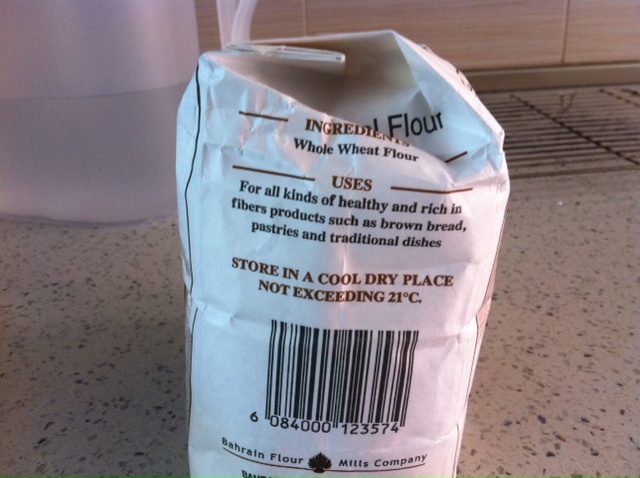 Flour
INGREDIENTS
Whole Wheat Flour
USES
For all kinds of healthy and rich in
fibers products such as brown bread,
pastries and traditional dishes
STORE IN A COOL DRY PLACE
NOT EXCEEDING 21°C.
6 084000 123574
Bahrain Flour Mills Company